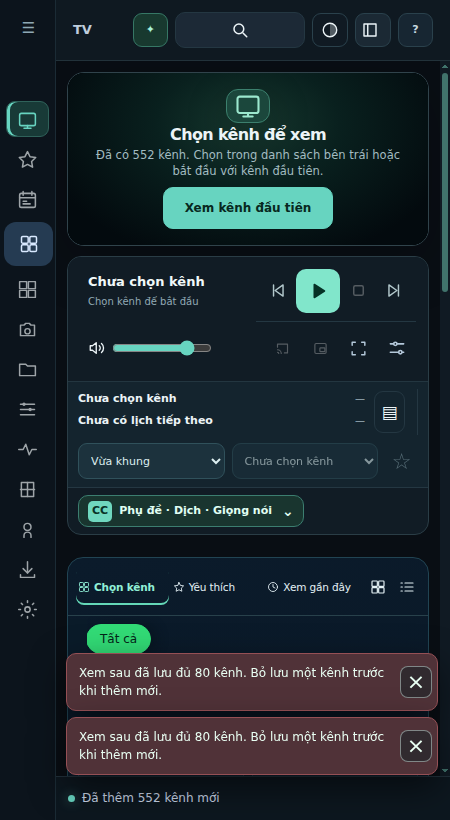 TV
?
Chọn kênh để xem
Đã có 552 kênh. Chọn trong danh sách bên trái hoặc
bắt đầu với kênh đầu tiên.
Xem kênh đầu tiên
Chưa chọn kênh
Chọn kênh để bắt đầu
Chưa chọn kênh —
Chưa có lịch tiếp theo —
Vừa khung
Chưa chọn kênh
CC Phụ đề · Dịch · Giọng nói
Chọn kênh
Yêu thích
Xem gần đây
Tất cả
Xem sau đã lưu đủ 80 kênh. Bỏ lưu một kênh trước
khi thêm mới.
Xem sau đã lưu đủ 80 kênh. Bỏ lưu một kênh trước
khi thêm mới.
Đã thêm 552 kênh mới